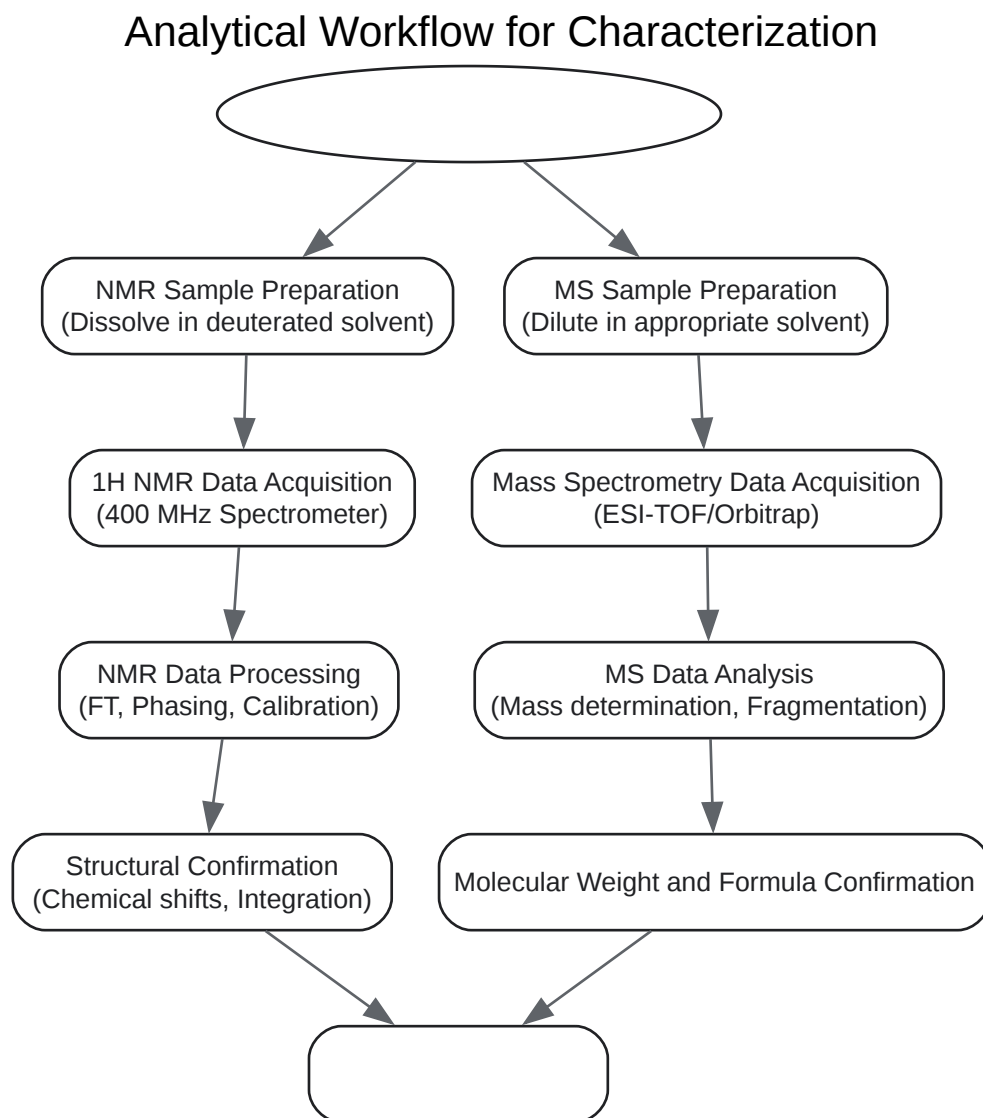 Analytical Workflow for Characterization
NMR Sample Preparation
(Dissolve in deuterated solvent)
MS Sample Preparation
(Dilute in appropriate solvent)
1H NMR Data Acquisition
(400 MHz Spectrometer)
Mass Spectrometry Data Acquisition
(ESI-TOF/Orbitrap)
NMR Data Processing
(FT, Phasing, Calibration)
MS Data Analysis
(Mass determination, Fragmentation)
Structural Confirmation
(Chemical shifts, Integration)
Molecular Weight and Formula Confirmation